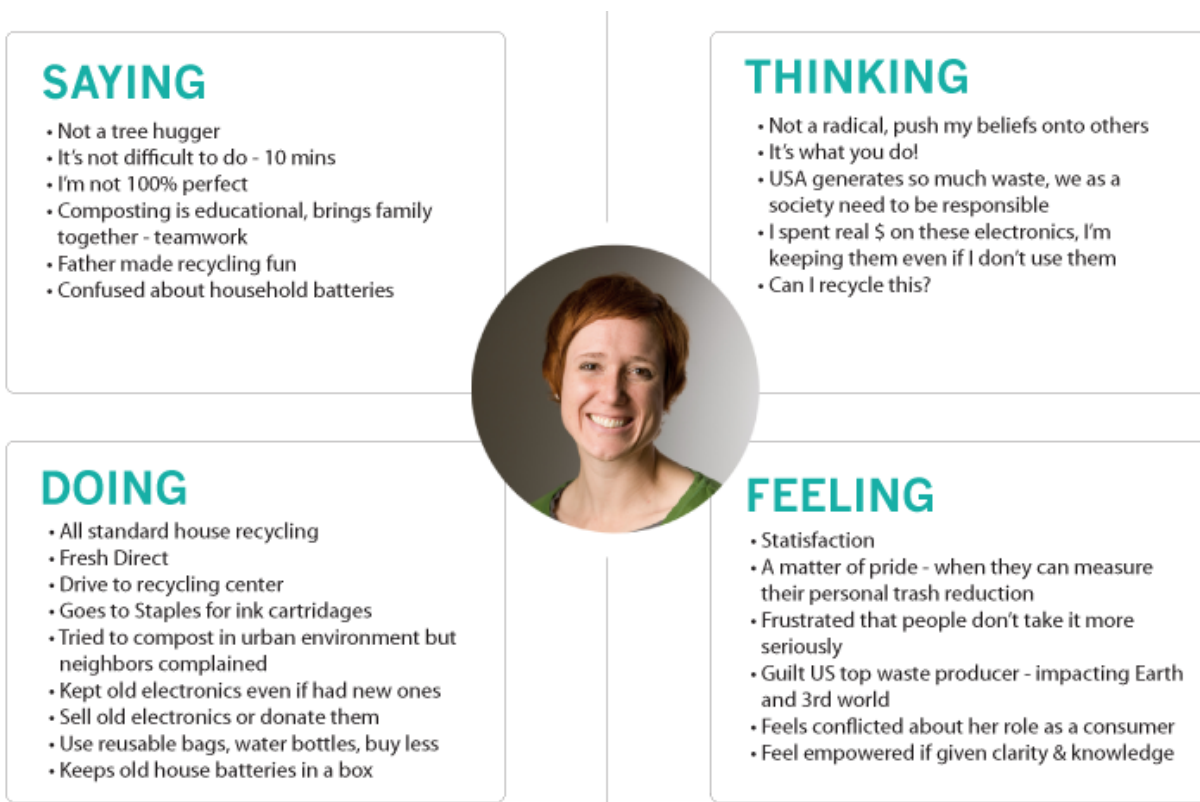 SAYING
• Not a tree hugger
• It's not difficult to do - 10 mins
• I'm not 100% perfect
• Composting is educational, brings family
together - teamwork
• Father made recycling fun
• Confused about household batteries
THINKING
• Not a radical, push my beliefs onto others
• It's what you do!
• USA generates so much waste, we as a
society need to be responsible
• I spent real $ on these electronics, I'm
keeping them even if I don't use them
• Can I recycle this?
DOING
• All standard house recycling
• Fresh Direct
• Drive to recycling center
• Goes to Staples for ink cartridages
• Tried to compost in urban environment but
neighbors complained
• Kept old electronics even if had new ones
• Sell old electronics or donate them
• Use reusable bags, water bottles, buy less
• Keeps old house batteries in a box
FEELING
• Statisfaction
• A matter of pride - when they can measure
their personal trash reduction
• Frustrated that people don't take it more
seriously
• Guilt US top waste producer - impacting Earth
and 3rd world
• Feels conflicted about her role as a consumer
• Feel empowered if given clarity & knowledge